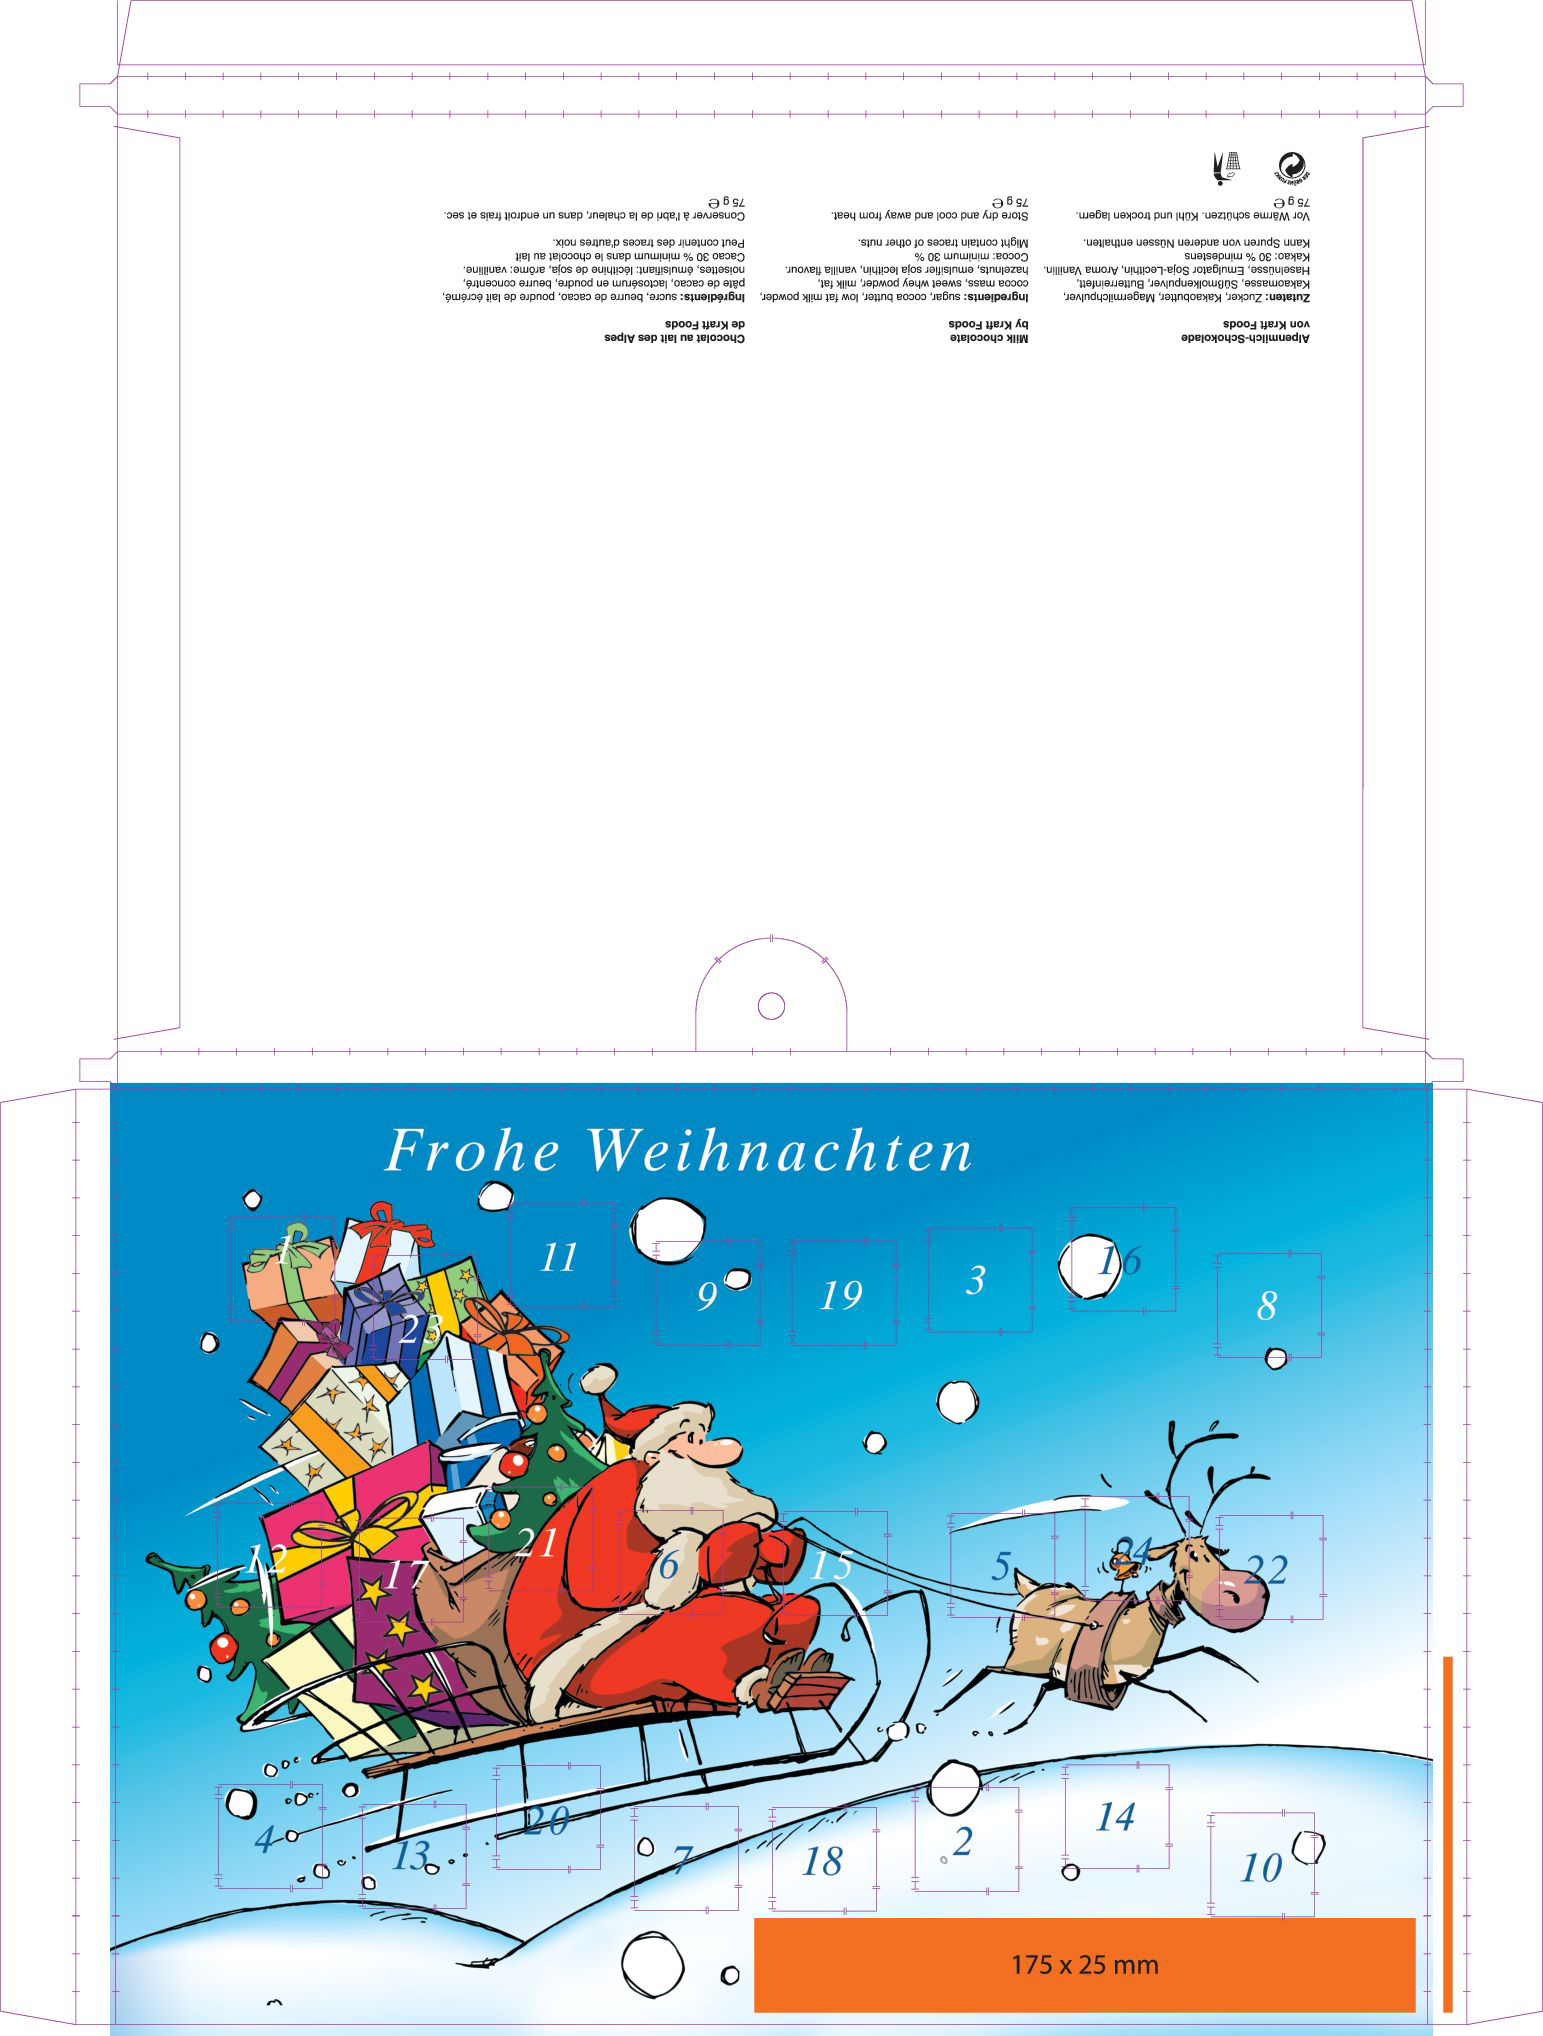 Alpenmilch-Schokolade
von Kraft Foods
Zutaten: Zucker, Kakaobutter, Magermilchpulver,
Kakaomasse, Süßmolkenpulver, Butterreinfett,
Haselnüsse, Emulgator Soja-Lecithin, Aroma Vanillin.
Kakao: 30 % mindestens
Kann Spuren von anderen Nüssen enthalten.
Vor Wärme schützen. Kühl und trocken lagern.
75 g ℮
DER GRÜNE PUNKT
Milk chocolate
by Kraft Foods
Ingredients: sugar, cocoa butter, low fat milk powder,
cocoa mass, sweet whey powder, milk fat,
hazelnuts, emulsifier soja lecithin, vanilla flavour.
Cocoa: minimum 30 %
Might contain traces of other nuts.
Store dry and cool and away from heat.
75 g ℮
Chocolat au lait des Alpes
de Kraft Foods
Ingrédients: sucre, beurre de cacao, poudre de lait écrémé,
pâte de cacao, lactosérum en poudre, beurre concentré,
noisettes, émulsifiant: lécithine de soja, arôme: vanilline.
Cacao 30 % minimum dans le chocolat au lait
Peut contenir des traces d'autres noix.
Conserver à l'abri de la chaleur, dans un endroit frais et sec.
75 g ℮
Frohe Weihnachten
1
23
11
9
19
3
16
8
12
17
21
6
15
5
24
22
4
13
20
7
18
2
14
10
175 x 25 mm